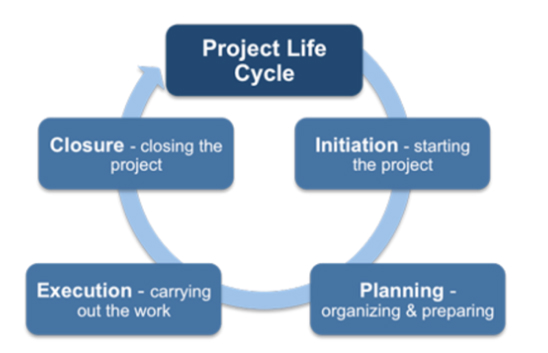 Project Life
Cycle
Closure - closing the
project
Initiation - starting
the project
Execution - carrying
out the work
Planning -
organizing & preparing